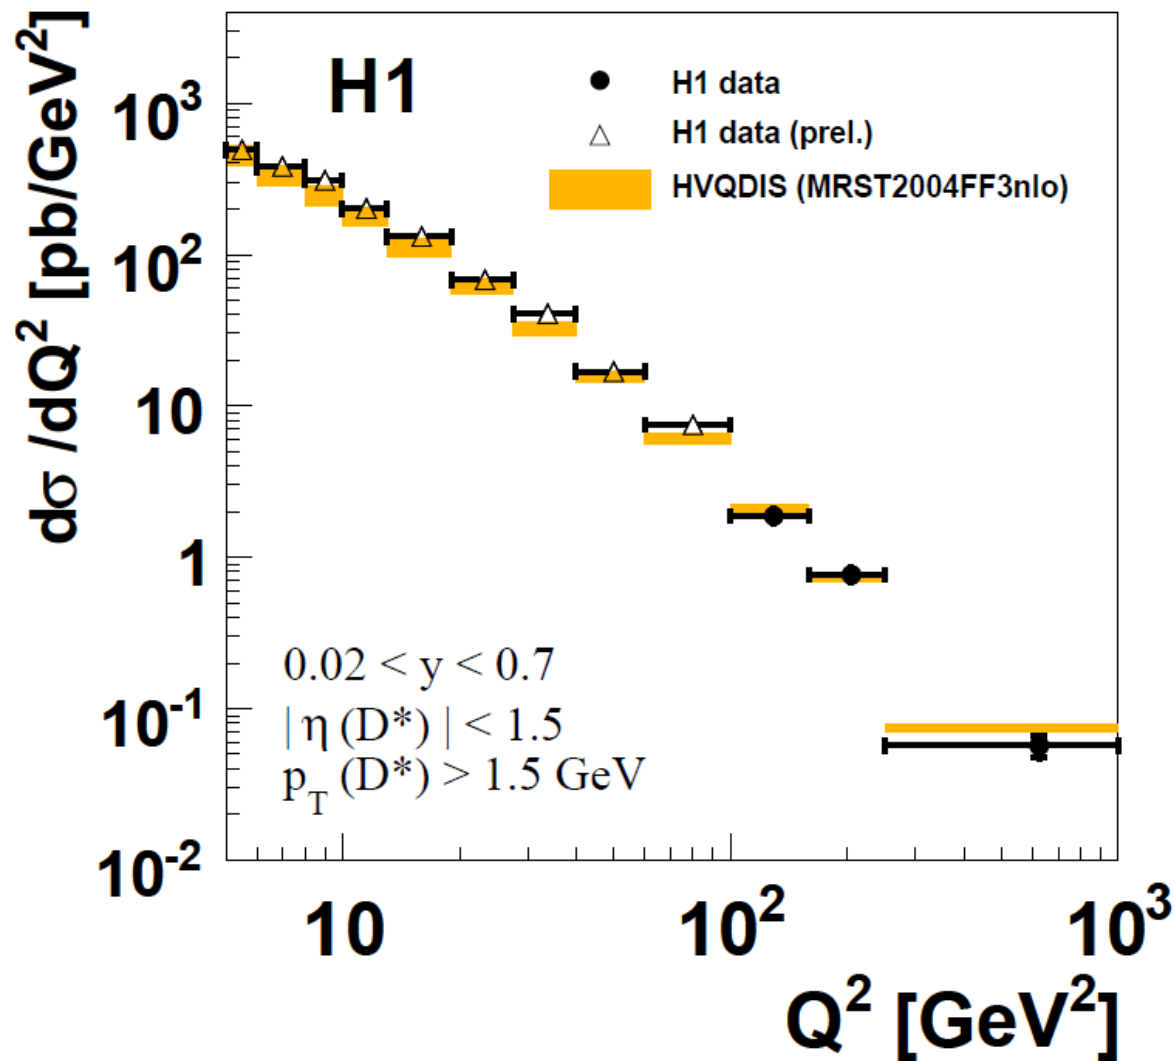 dσ /dQ² [pb/GeV²]
H1
H1 data
H1 data (prel.)
HVQDIS (MRST2004FF3nlo)
10³
10²
10
1
10⁻¹
10⁻²
0.02 < y < 0.7
| η (D*) | < 1.5
p_T (D*) > 1.5 GeV
10
10²
10³
Q² [GeV²]